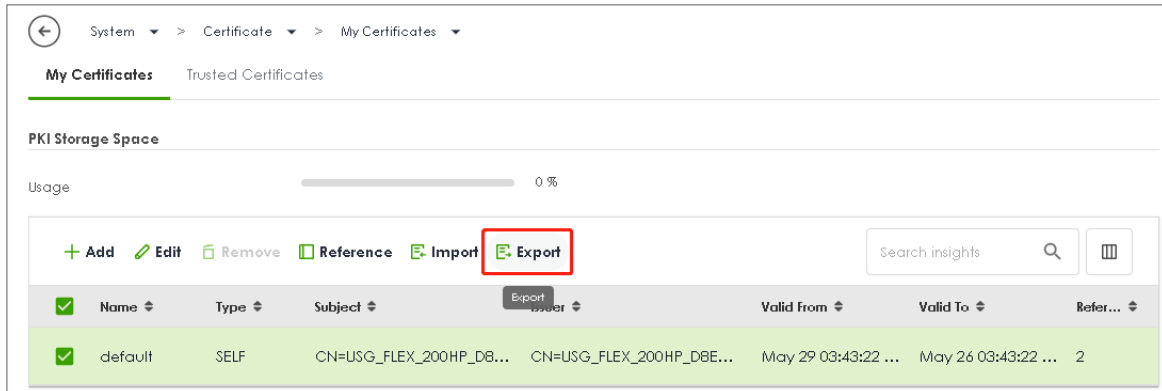 System > Certificate > My Certificates
My Certificates Trusted Certificates
PKI Storage Space
Usage 0 %
Add Edit Remove Reference Import Export Search insights
Export
Name Type Subject Issuer Valid From Valid To Refer...
default SELF CN=USG_FLEX_200HP_D8... CN=USG_FLEX_200HP_D8E... May 29 03:43:22 ... May 26 03:43:22 ... 2